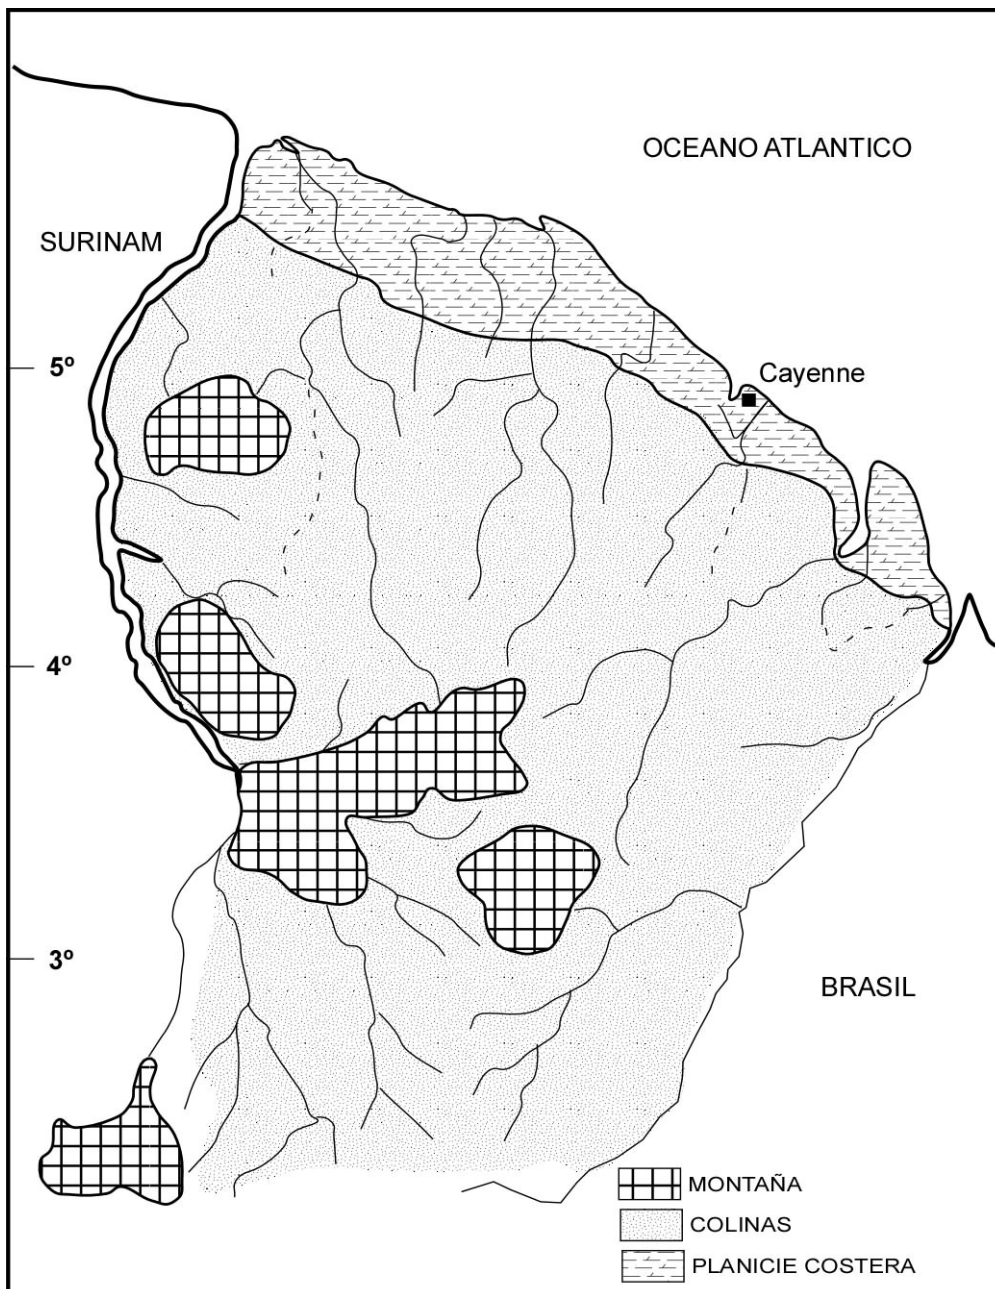 OCEANO ATLANTICO
SURINAM
5º
Cayenne
4º
3º
BRASIL
MONTAÑA
COLINAS
PLANICIE COSTERA